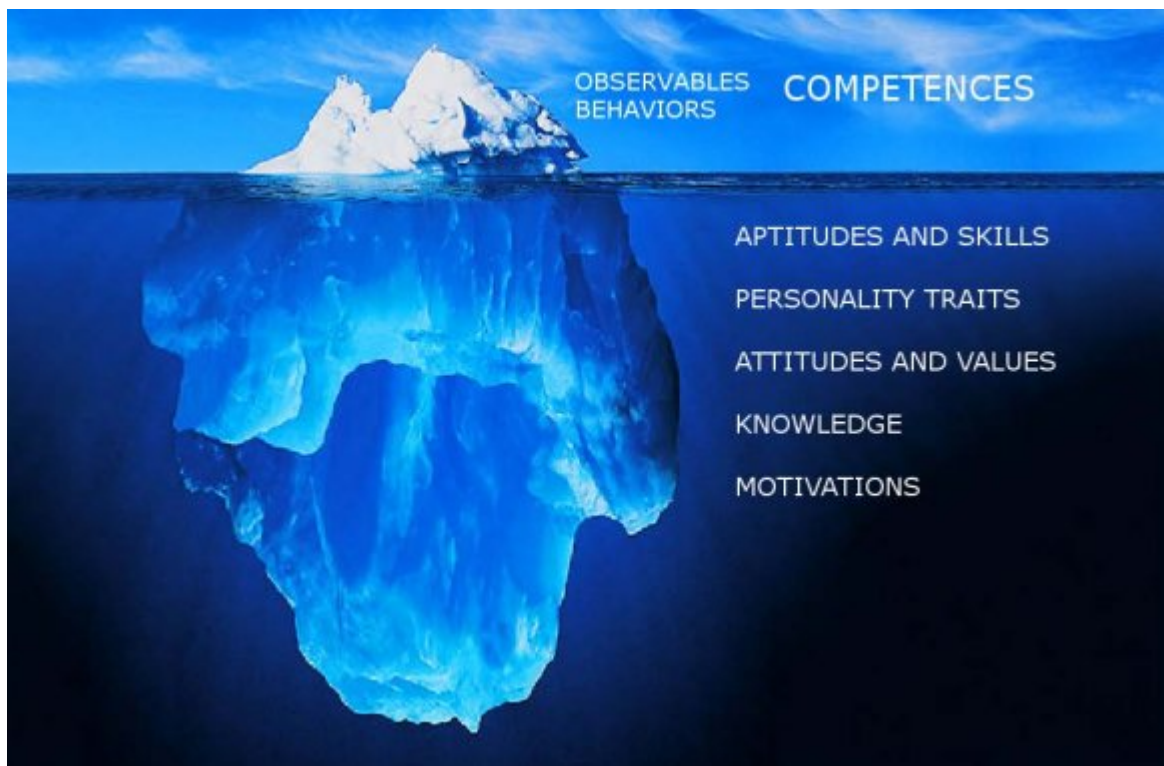 OBSERVABLES
BEHAVIORS
COMPETENCES
APTITUDES AND SKILLS
PERSONALITY TRAITS
ATTITUDES AND VALUES
KNOWLEDGE
MOTIVATIONS